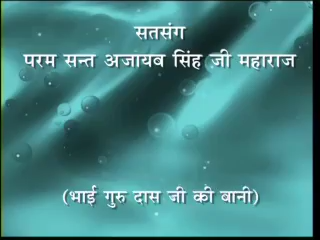 सतसंग
परम सन्त अजायब सिंह जी महाराज
(भाई गुरु दास जी की बानी)